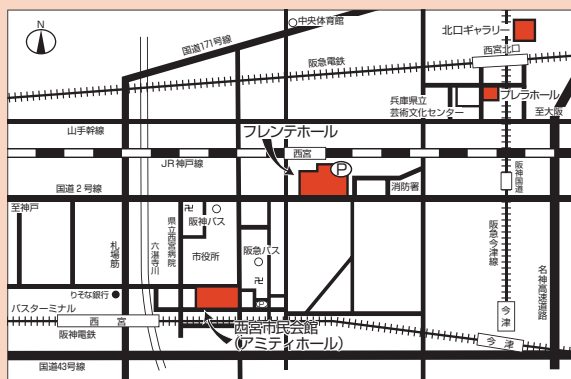 N
中央体育館
北口ギャラリー
国道171号線
西宮北口
阪急電鉄
プレラホール
兵庫県立
芸術文化センター
至大阪
山手幹線
フレンテホール
西宮
P
JR神戸線
阪神国道
消防署
国道2号線
至神戸
阪神バス
県立西宮病院
札場筋
六湛寺川
市役所
阪急バス
阪急今津線
名神高速道路
りそな銀行
P
バスターミナル
西宮
今津
西宮市民会館
(アミティホール)
阪神電鉄
今津
国道43号線